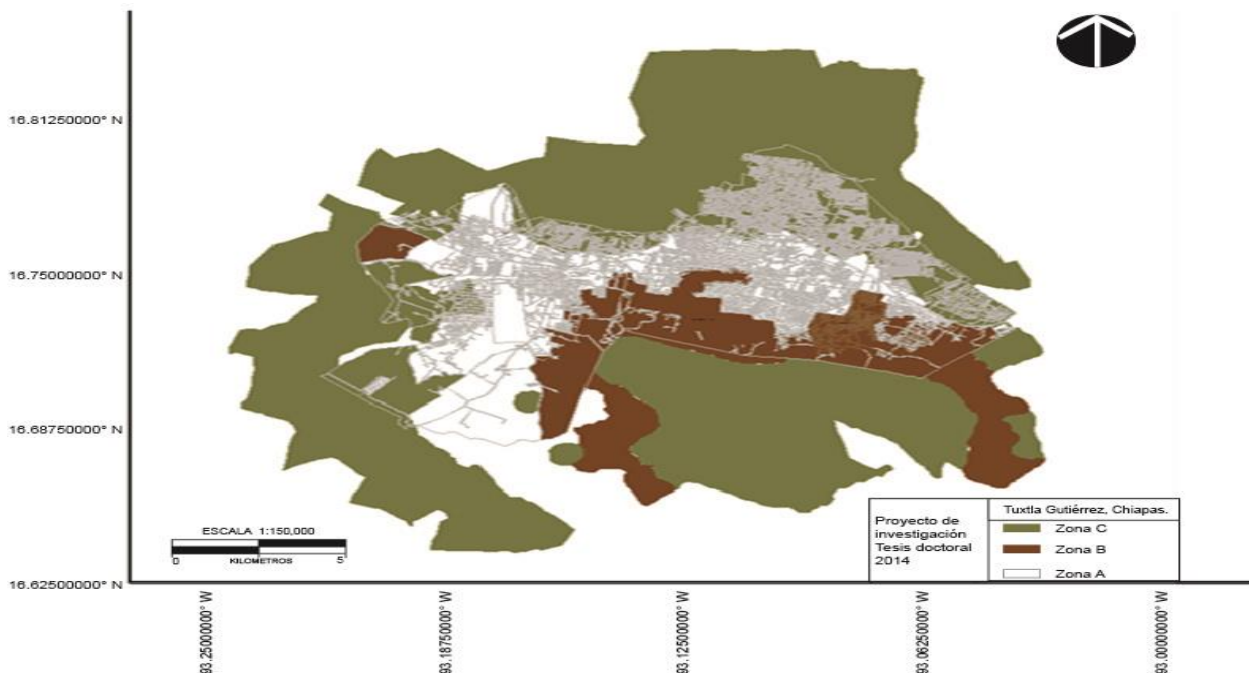 16.81250000° N
16.75000000° N
16.68750000° N
16.62500000° N
ESCALA 1:150,000
0 KILOMETROS 5
Proyecto de
investigación
Tesis doctoral
2014
Tuxtla Gutiérrez, Chiapas.
Zona C
Zona B
Zona A
93.25000000° W
93.18750000° W
93.12500000° W
93.06250000° W
93.00000000° W